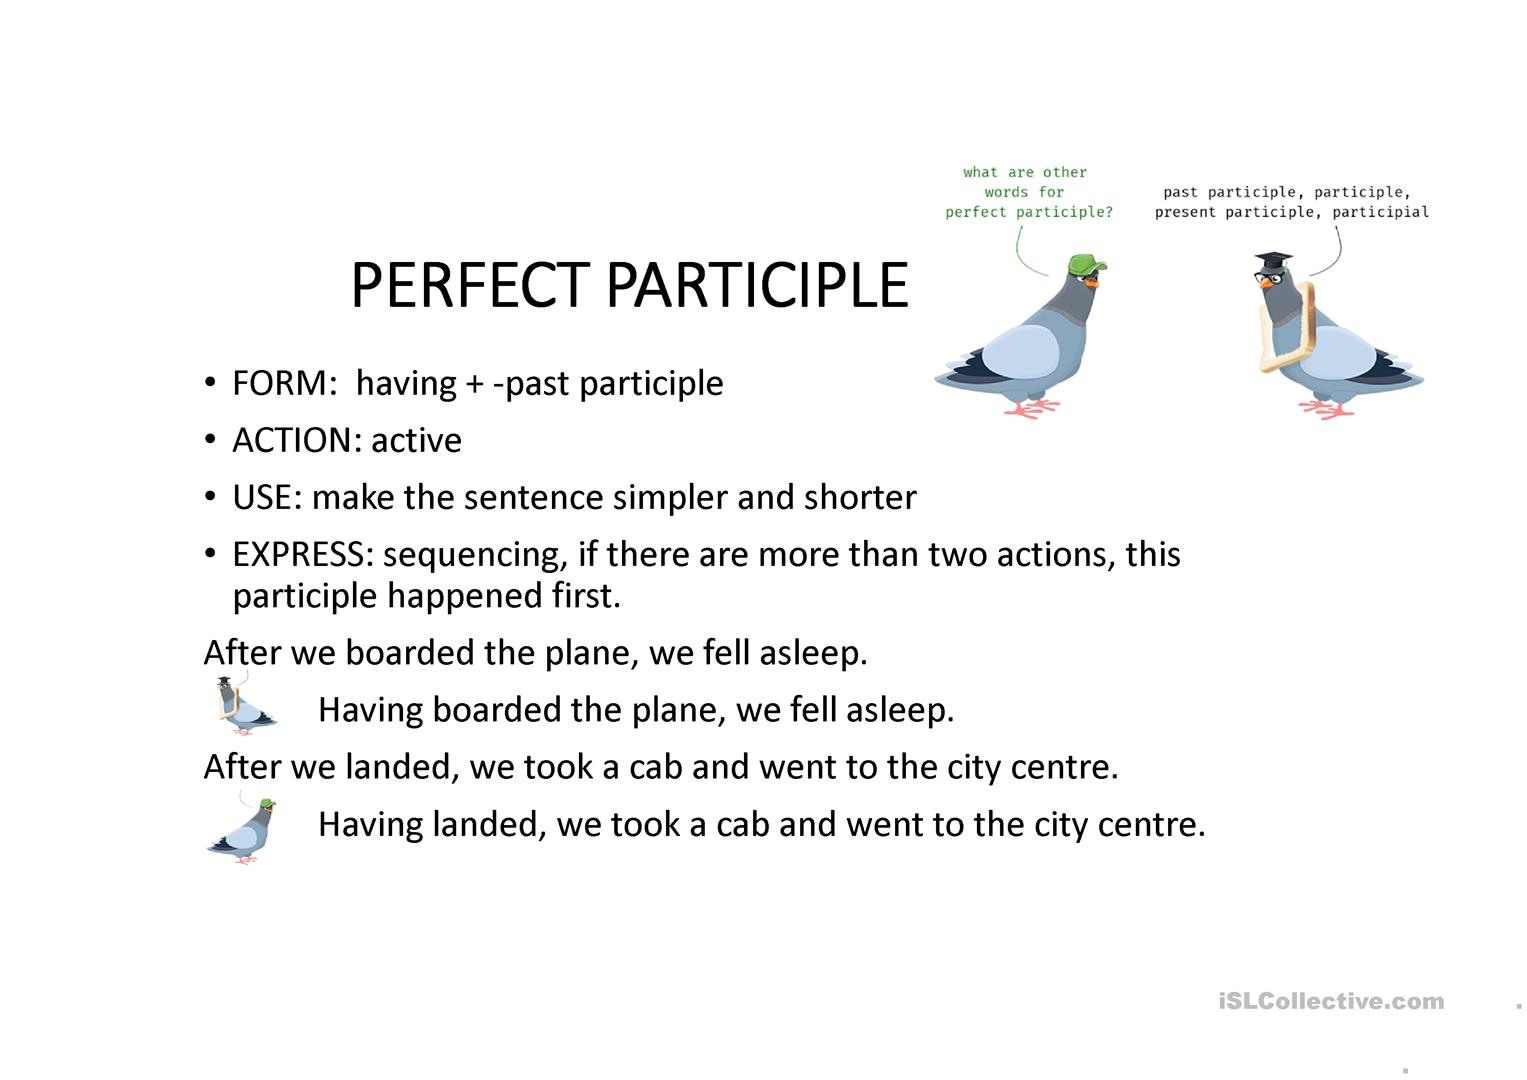 what are other
words for
perfect participle?
past participle, participle,
present participle, participial
PERFECT PARTICIPLE
• FORM:  having + -past participle
• ACTION: active
• USE: make the sentence simpler and shorter
• EXPRESS: sequencing, if there are more than two actions, this
participle happened first.
After we boarded the plane, we fell asleep.
Having boarded the plane, we fell asleep.
After we landed, we took a cab and went to the city centre.
Having landed, we took a cab and went to the city centre.
iSLCollective.com